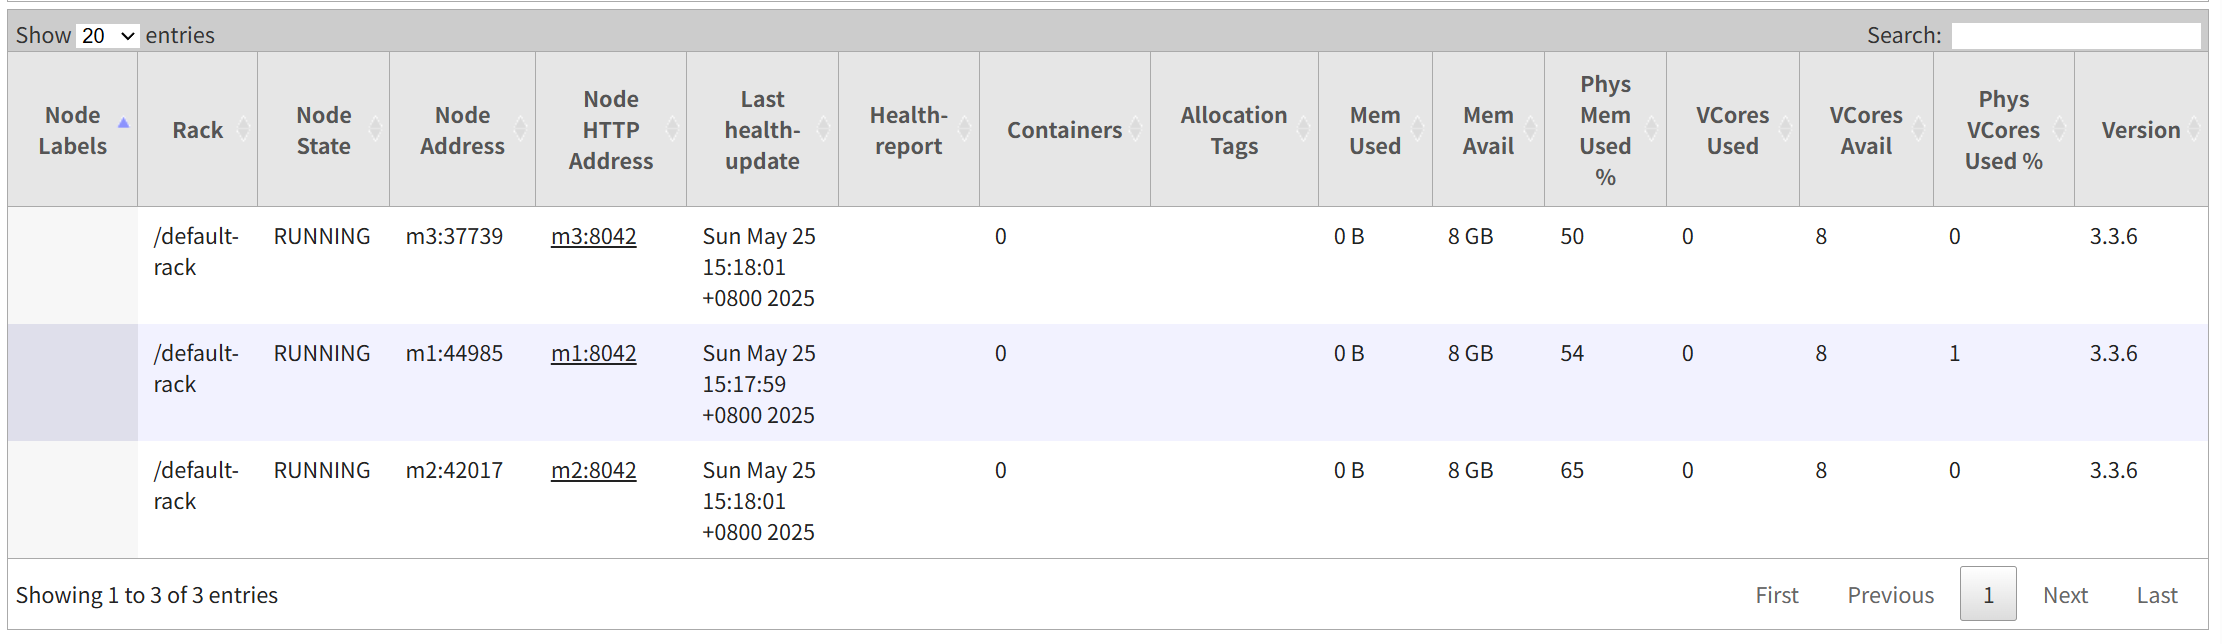 Show 20 entries Search:
Node Labels Rack Node State Node Address Node HTTP Address Last health-update Health-report Containers Allocation Tags Mem Used Mem Avail Phys Mem Used % VCores Used VCores Avail Phys VCores Used % Version
/default-rack RUNNING m3:37739 m3:8042 Sun May 25 15:18:01 +0800 2025 0 0 B 8 GB 50 0 8 0 3.3.6
/default-rack RUNNING m1:44985 m1:8042 Sun May 25 15:17:59 +0800 2025 0 0 B 8 GB 54 0 8 1 3.3.6
/default-rack RUNNING m2:42017 m2:8042 Sun May 25 15:18:01 +0800 2025 0 0 B 8 GB 65 0 8 0 3.3.6
Showing 1 to 3 of 3 entries First Previous 1 Next Last